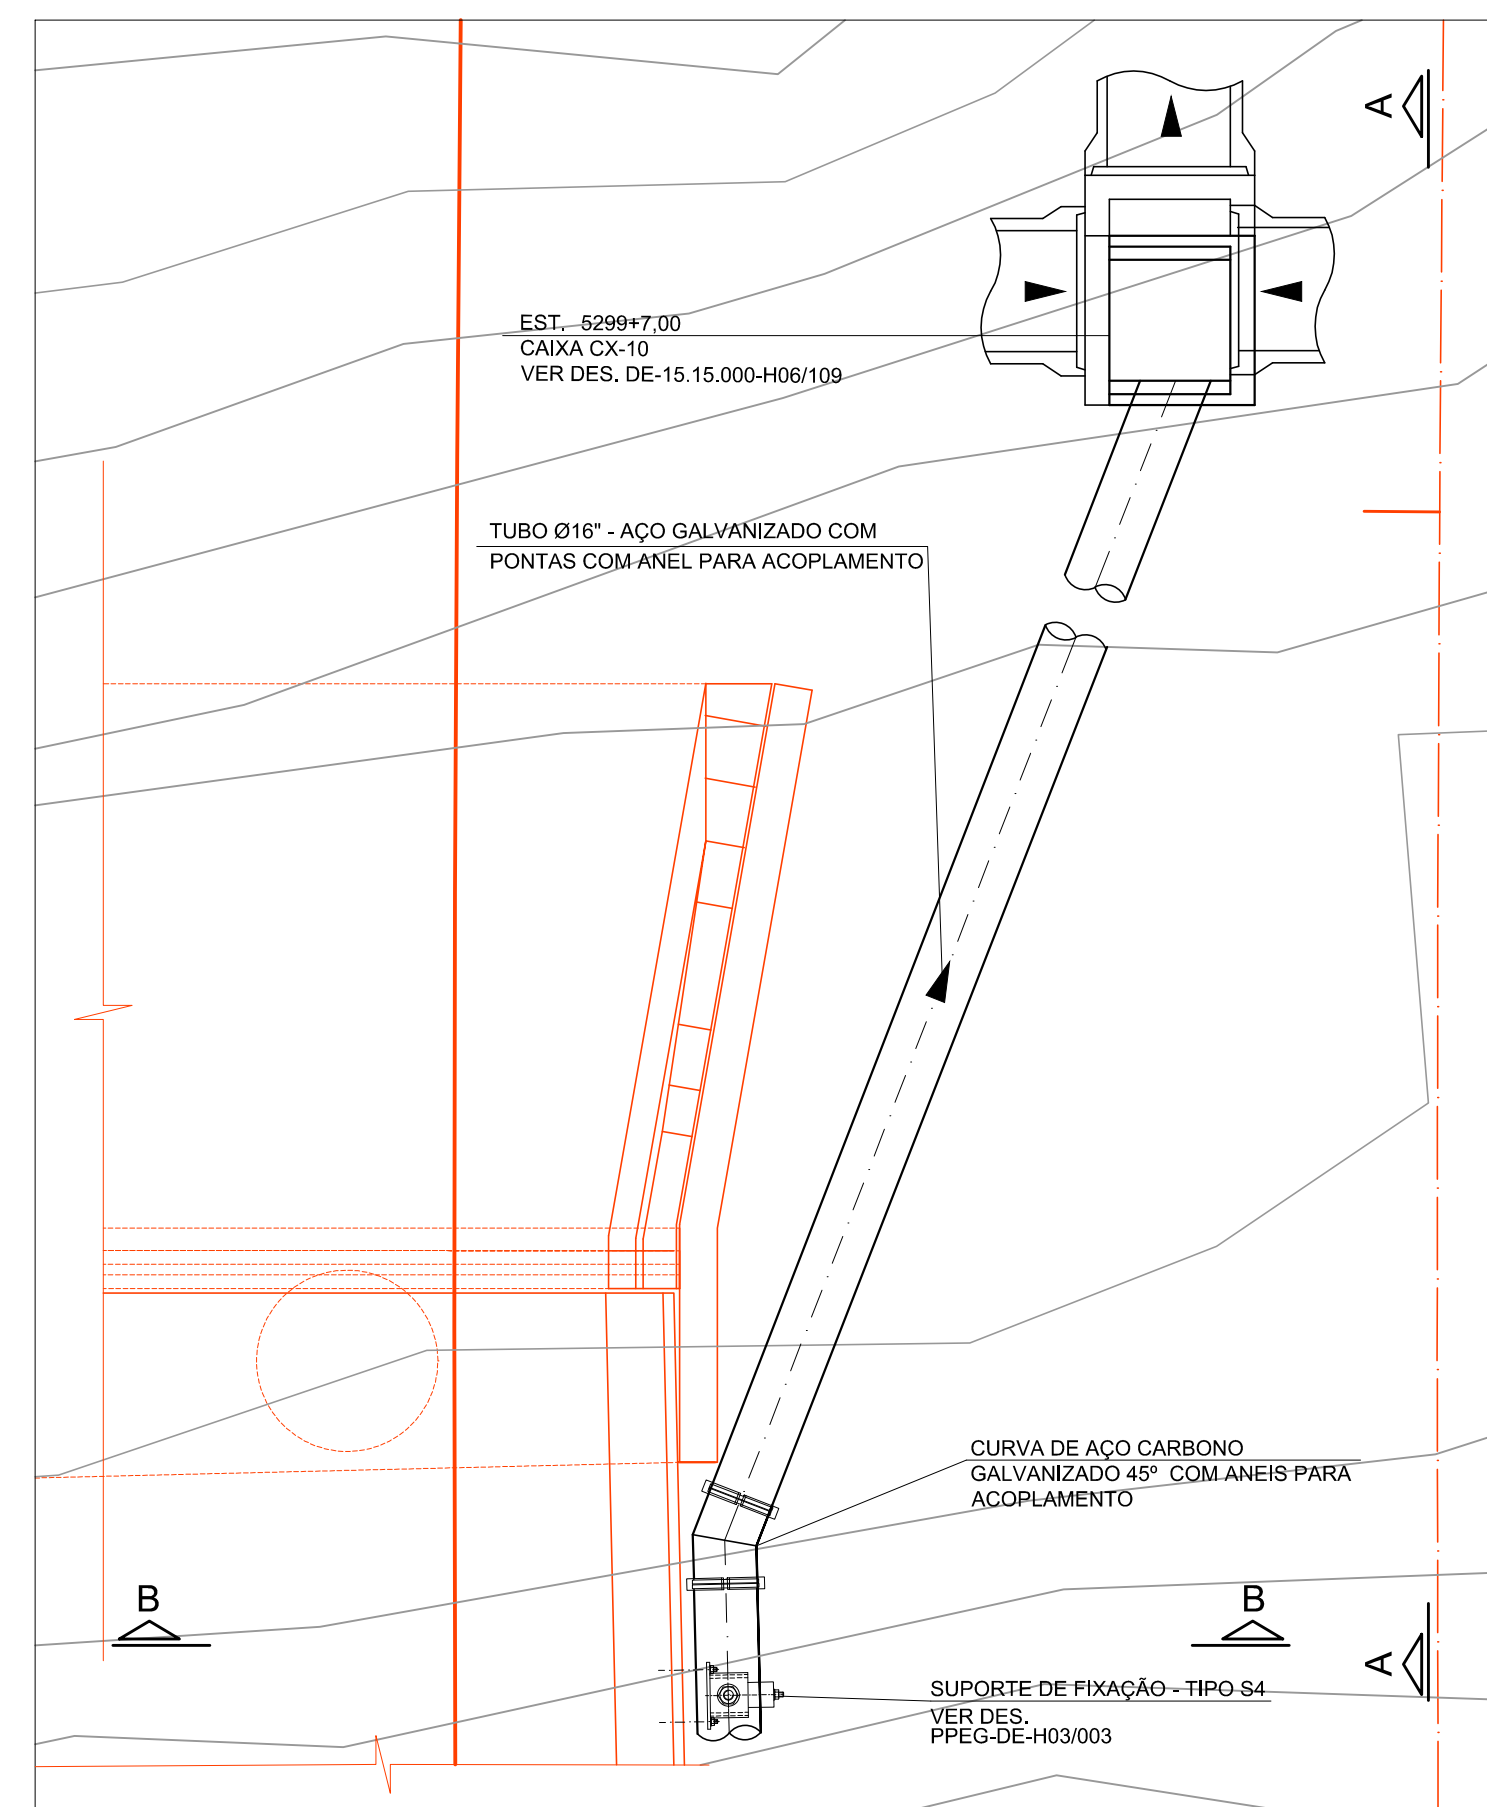 A
EST. 5299+7,00
CAIXA CX-10
VER DES. DE-15.15.000-H06/109
TUBO Ø16" - AÇO GALVANIZADO COM
PONTAS COM ANEL PARA ACOPLAMENTO
CURVA DE AÇO CARBONO
GALVANIZADO 45º COM ANEIS PARA
ACOPLAMENTO
B
B
A
SUPORTE DE FIXAÇÃO - TIPO S4
VER DES.
PPEG-DE-H03/003